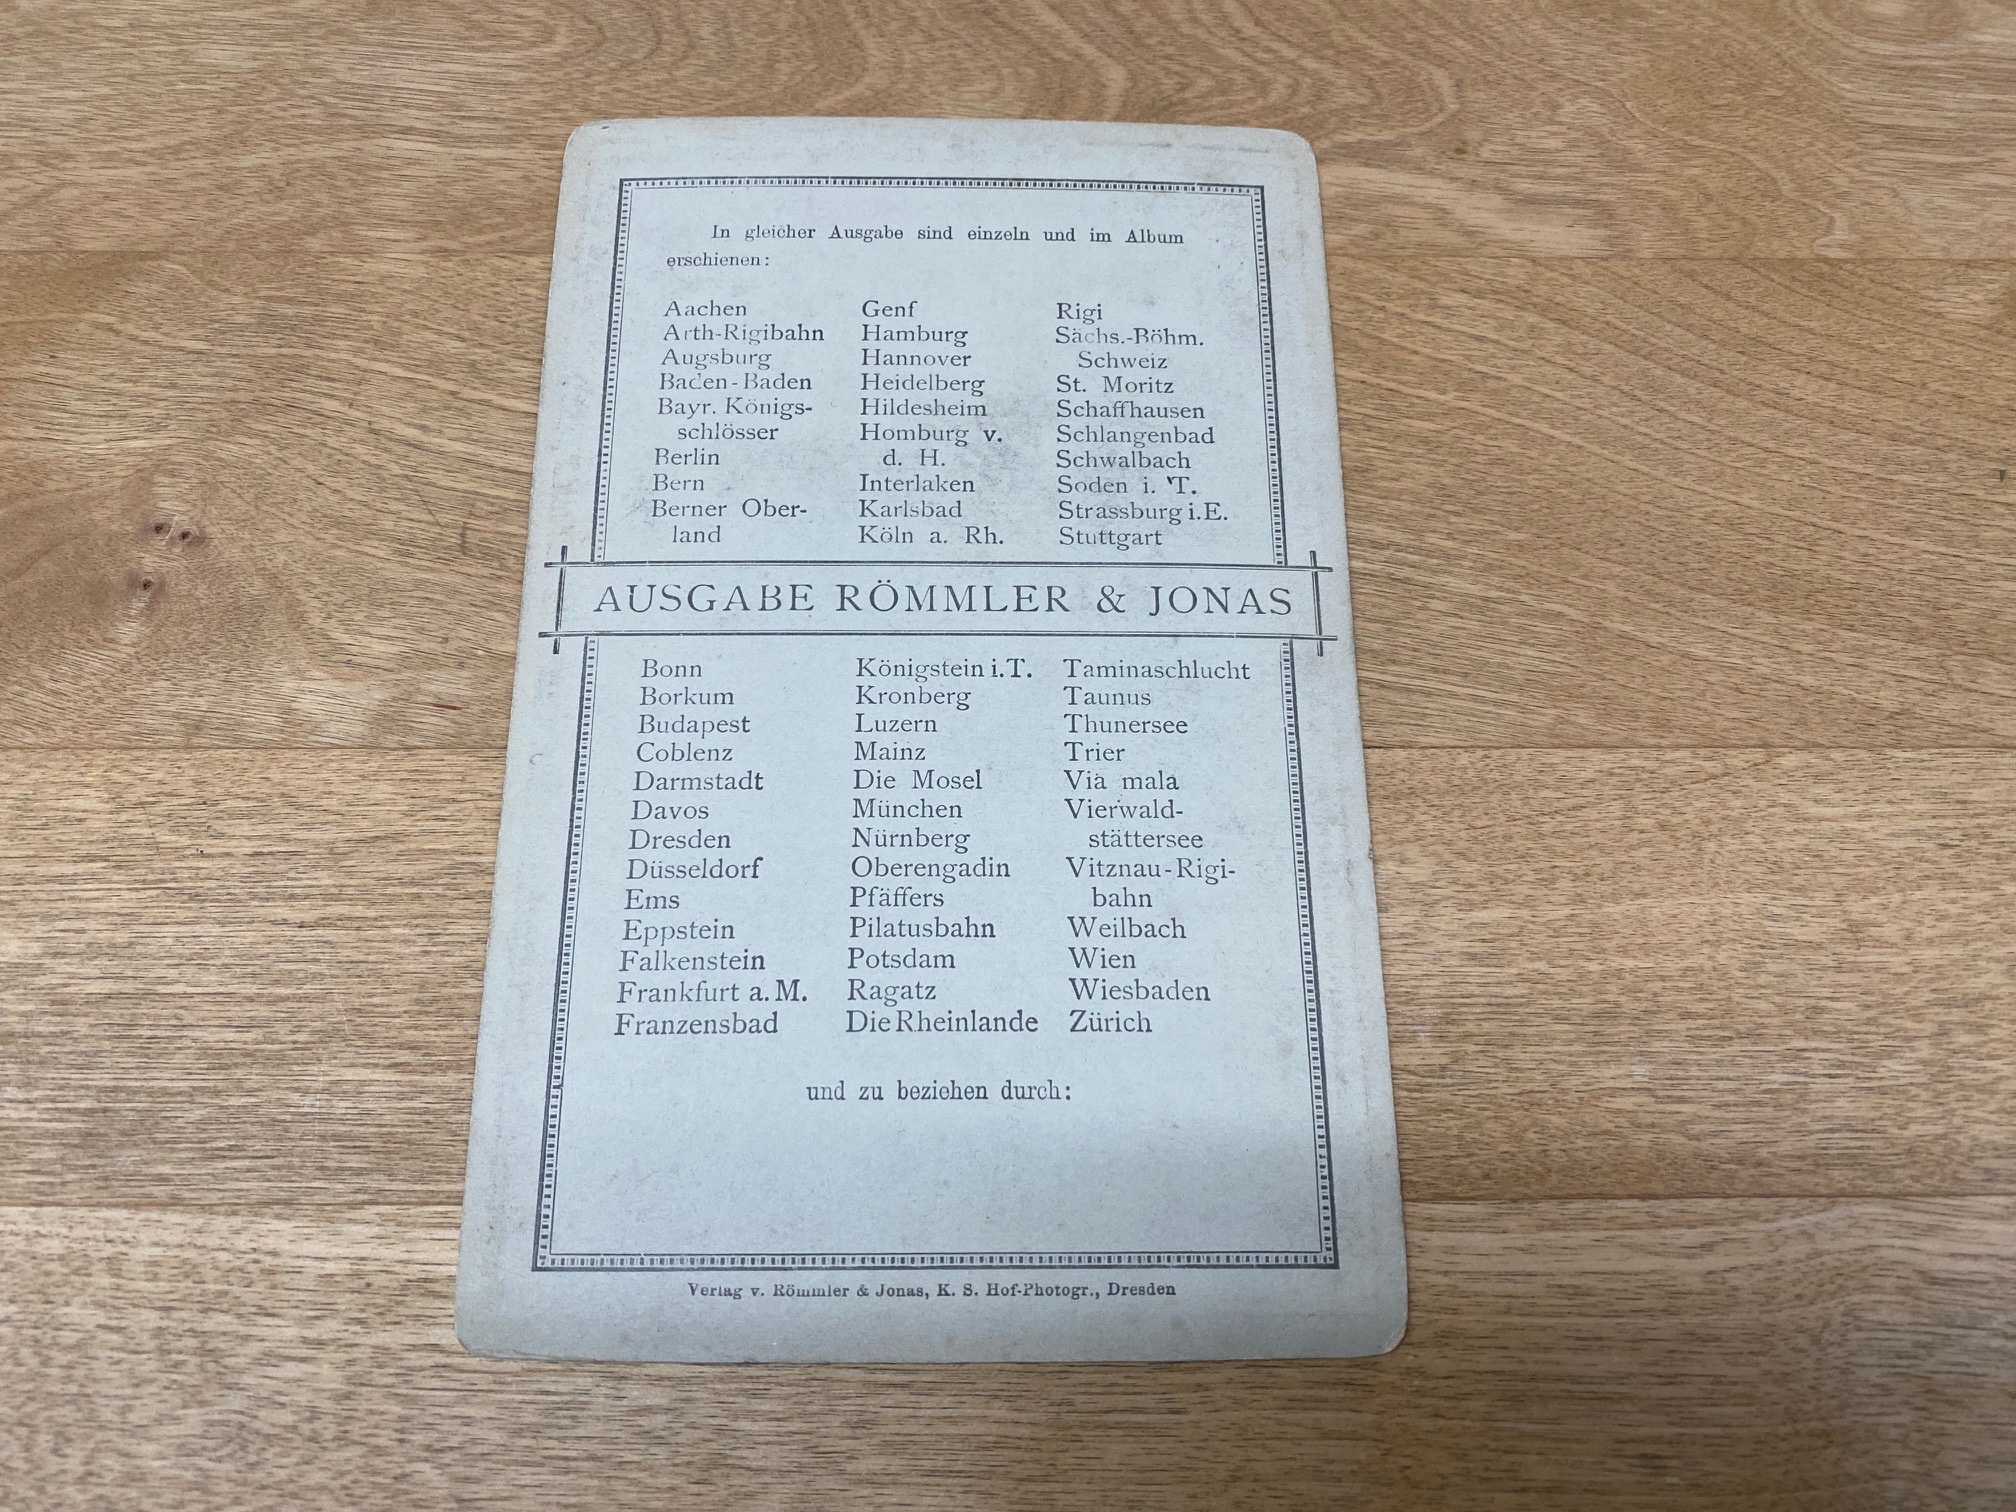 In gleicher Ausgabe sind einzeln und im Album
erschienen:
Aachen
Arth-Rigibahn
Augsburg
Baden-Baden
Bayr. Königs-
schlösser
Berlin
Bern
Berner Ober-
land
Genf
Hamburg
Hannover
Heidelberg
Hildesheim
Homburg v.
d. H.
Interlaken
Karlsbad
Köln a. Rh.
Rigi
Sächs.-Böhm.
Schweiz
St. Moritz
Schaffhausen
Schlangenbad
Schwalbach
Soden i. T.
Strassburg i. E.
Stuttgart
AUSGABE RÖMMLER & JONAS
Bonn
Borkum
Budapest
Coblenz
Darmstadt
Davos
Dresden
Düsseldorf
Ems
Eppstein
Falkenstein
Frankfurt a. M.
Franzensbad
Königstein i. T.
Kronberg
Luzern
Mainz
Die Mosel
München
Nürnberg
Oberengadin
Pfäffers
Pilatusbahn
Potsdam
Ragatz
Die Rheinlande
Taminaschlucht
Taunus
Thunersee
Trier
Via mala
Vierwald-
stättersee
Vitznau-Rigi-
bahn
Weilbach
Wien
Wiesbaden
Zürich
und zu beziehen durch:
Verlag v. Römmler & Jonas, K. S. Hof-Photogr., Dresden